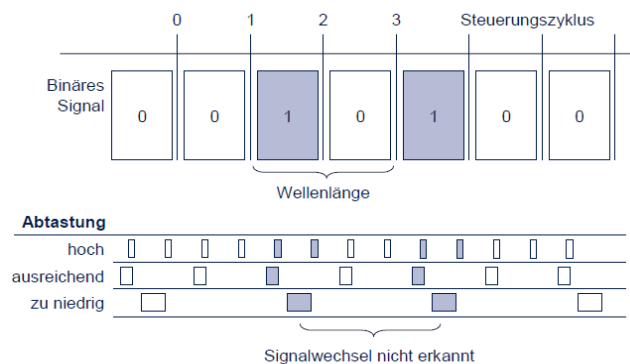 0 1 2 3 Steuerungszyklus
Binäres
Signal
0 0 1 0 1 0 0
Wellenlänge
Abtastung
hoch
ausreichend
zu niedrig
Signalwechsel nicht erkannt